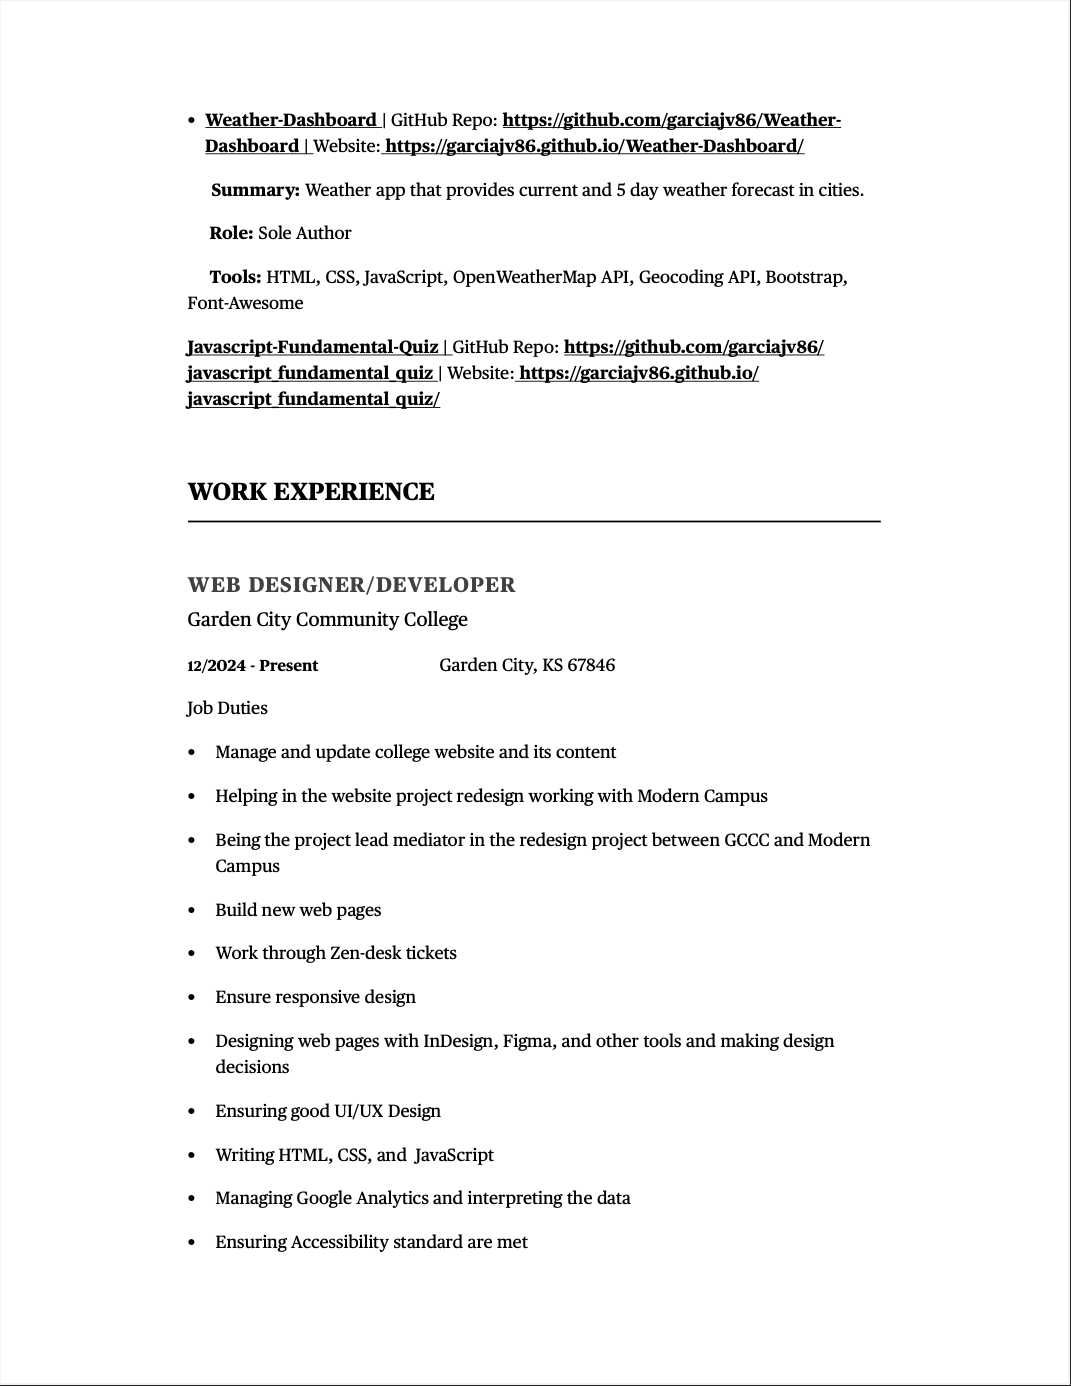 • Weather-Dashboard | GitHub Repo: https://github.com/garciajv86/Weather-
Dashboard | Website: https://garciajv86.github.io/Weather-Dashboard/
Summary: Weather app that provides current and 5 day weather forecast in cities.
Role: Sole Author
Tools: HTML, CSS, JavaScript, OpenWeatherMap API, Geocoding API, Bootstrap,
Font-Awesome
Javascript-Fundamental-Quiz | GitHub Repo: https://github.com/garciajv86/
javascript_fundamental_quiz | Website: https://garciajv86.github.io/
javascript_fundamental_quiz/
WORK EXPERIENCE
WEB DESIGNER/DEVELOPER
Garden City Community College
12/2024 - Present Garden City, KS 67846
Job Duties
• Manage and update college website and its content
• Helping in the website project redesign working with Modern Campus
• Being the project lead mediator in the redesign project between GCCC and Modern
Campus
• Build new web pages
• Work through Zen-desk tickets
• Ensure responsive design
• Designing web pages with InDesign, Figma, and other tools and making design
decisions
• Ensuring good UI/UX Design
• Writing HTML, CSS, and  JavaScript
• Managing Google Analytics and interpreting the data
• Ensuring Accessibility standard are met